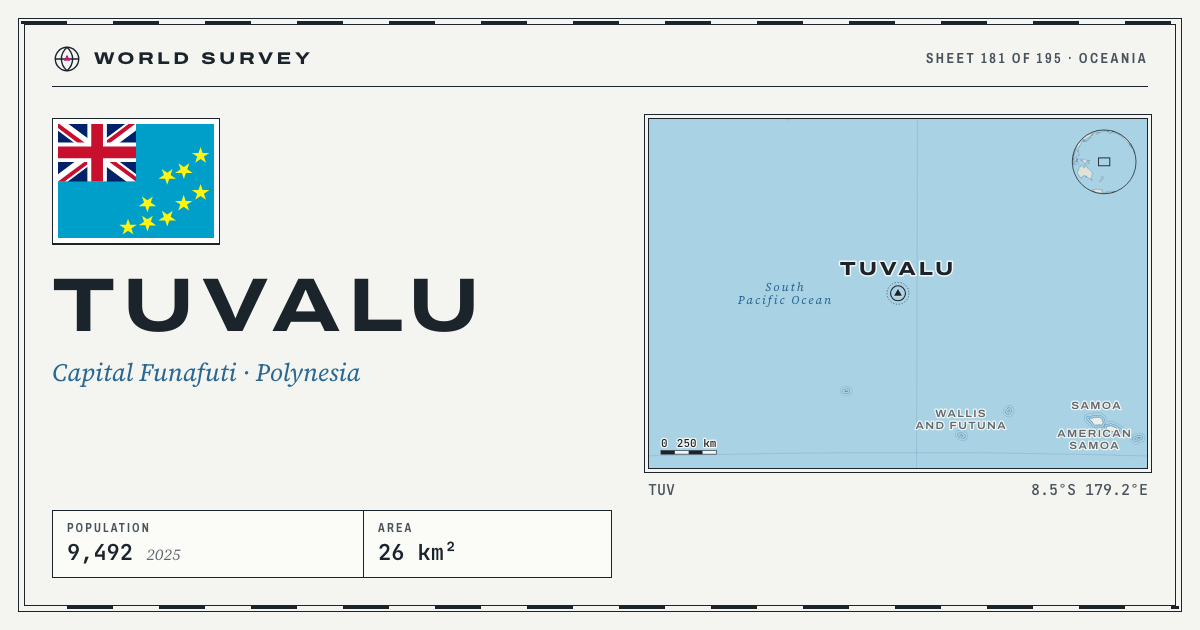 WORLD SURVEY
SHEET 181 OF 195 · OCEANIA
TUVALU
Capital Funafuti · Polynesia
POPULATION
9,492 2025
AREA
26 km²
TUVALU
South
Pacific Ocean
WALLIS
AND FUTUNA
SAMOA
AMERICAN
SAMOA
0 250 km
TUV
8.5°S 179.2°E